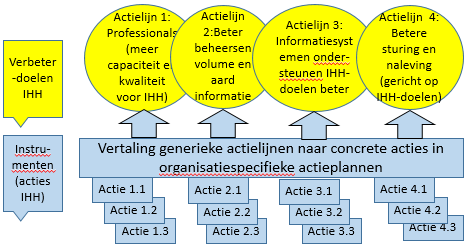 Verbeter
-doelen
IHH
Actielijn 1:
Professionals
(meer
capaciteit e
kwaliteit
voor IHH)
Actielijn
2:Beter
beheersen
volume en
aard
informatie
Actielijn 3:
Informatiesyst
emen onder-
steunen IHH-
doelen beter
Actielijn 4:
Betere
sturing en
naleving
(gericht op
IHH-doelen)
Instru-
menten
(acties
IHH)
Vertaling generieke actielijnen naar concrete acties in
organisatiespecifieke actieplannen
Actie 1.1
Actie 1.2
Actie 1.3
Actie 2.1
Actie 2.2
Actie 2.3
Actie 3.1
Actie 3.2
Actie 3.3
Actie 4.1
Actie 4.2
Actie 4.3